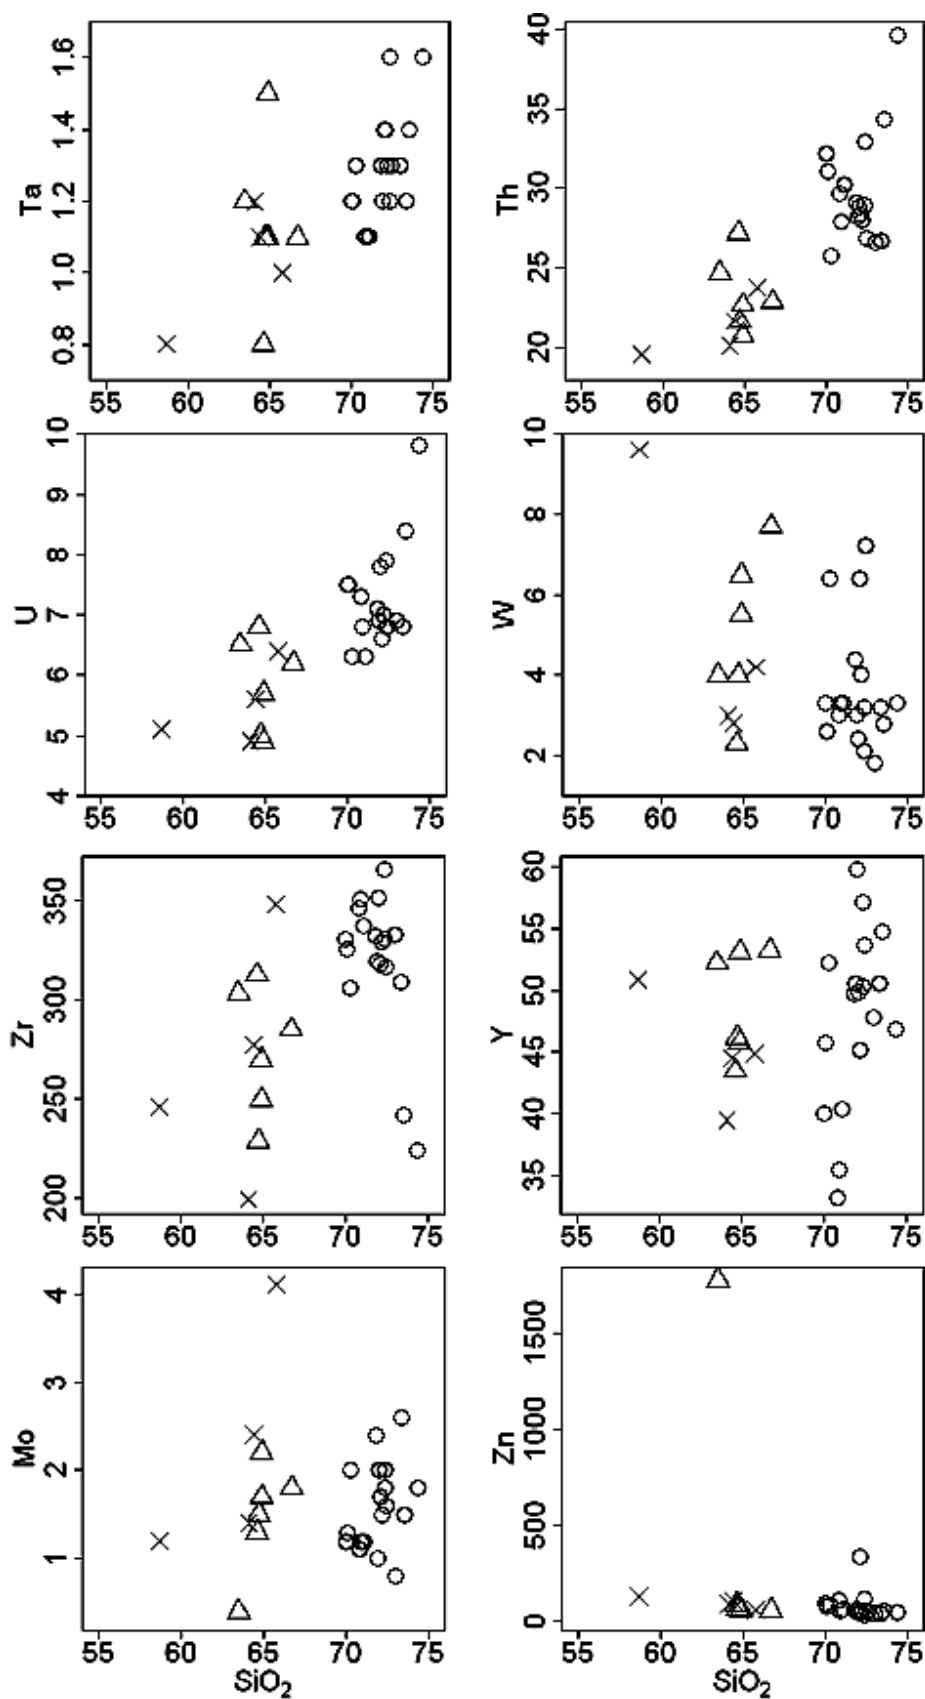 Ta
0.8 1.0 1.2 1.4 1.6
55 60 65 70 75
Th
20 25 30 35 40
55 60 65 70 75
U
4 5 6 7 8 9 10
55 60 65 70 75
W
2 4 6 8 10
55 60 65 70 75
Zr
200 250 300 350
55 60 65 70 75
Y
35 40 45 50 55 60
55 60 65 70 75
Mo
1 2 3 4
55 60 65 70 75
SiO₂
Zn
0 500 1000 1500
55 60 65 70 75
SiO₂